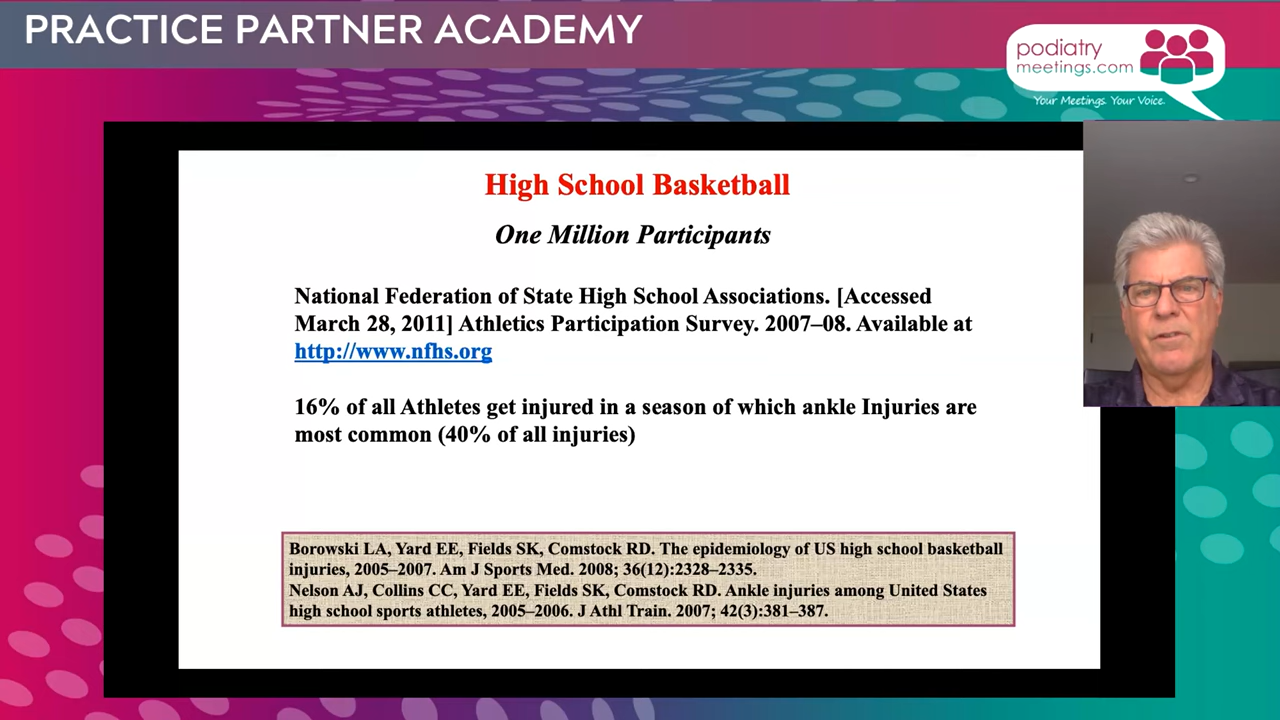 PRACTICE PARTNER ACADEMY
podiatry
meetings.com
Your Meetings. Your Voice.
High School Basketball
One Million Participants
National Federation of State High School Associations. [Accessed
March 28, 2011] Athletics Participation Survey. 2007–08. Available at
http://www.nfhs.org
16% of all Athletes get injured in a season of which ankle Injuries are
most common (40% of all injuries)
Borowski LA, Yard EE, Fields SK, Comstock RD. The epidemiology of US high school basketball
injuries, 2005–2007. Am J Sports Med. 2008; 36(12):2328–2335.
Nelson AJ, Collins CC, Yard EE, Fields SK, Comstock RD. Ankle injuries among United States
high school sports athletes, 2005–2006. J Athl Train. 2007; 42(3):381–387.